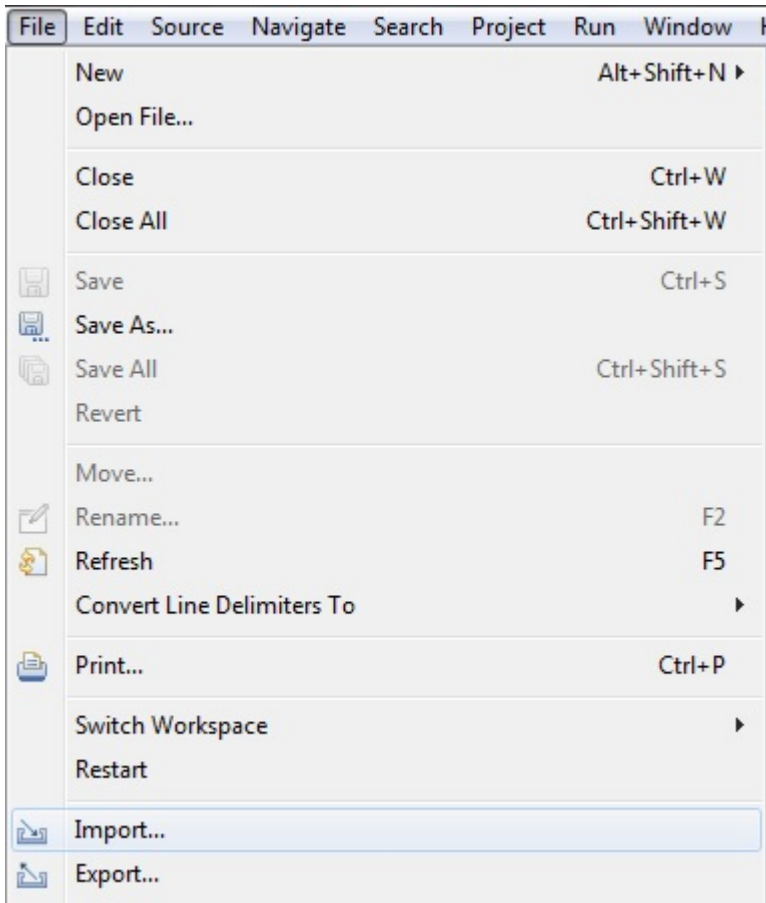 File Edit Source Navigate Search Project Run Window
New Alt+Shift+N
Open File...
Close Ctrl+W
Close All Ctrl+Shift+W
Save Ctrl+S
Save As...
Save All Ctrl+Shift+S
Revert
Move...
Rename... F2
Refresh F5
Convert Line Delimiters To
Print... Ctrl+P
Switch Workspace
Restart
Import...
Export...